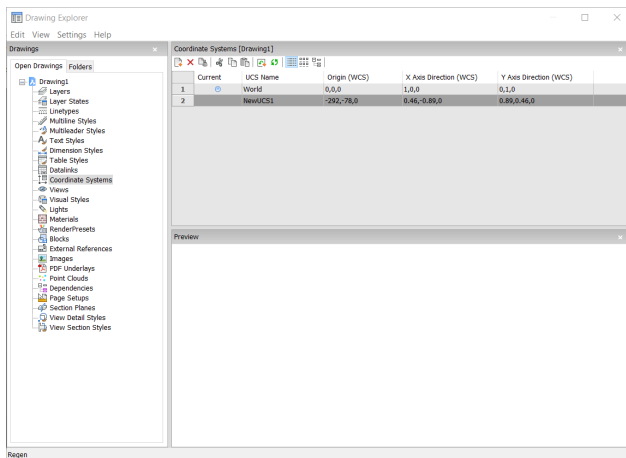 Drawing Explorer
Edit View Settings Help
Drawings
Open Drawings Folders
Drawing1
Layers
Layer States
Linetypes
Multiline Styles
Multileader Styles
Text Styles
Dimension Styles
Table Styles
Datalinks
Coordinate Systems
Views
Visual Styles
Lights
Materials
RenderPresets
Blocks
External References
Images
PDF Underlays
Point Clouds
Dependencies
Page Setups
Section Planes
View Detail Styles
View Section Styles
Coordinate Systems [Drawing1]
Current UCS Name Origin (WCS) X Axis Direction (WCS) Y Axis Direction (WCS)
1 World 0,0,0 1,0,0 0,1,0
2 NewUCS1 -292,-78,0 0.46,-0.89,0 0.89,0.46,0
Preview
Regen